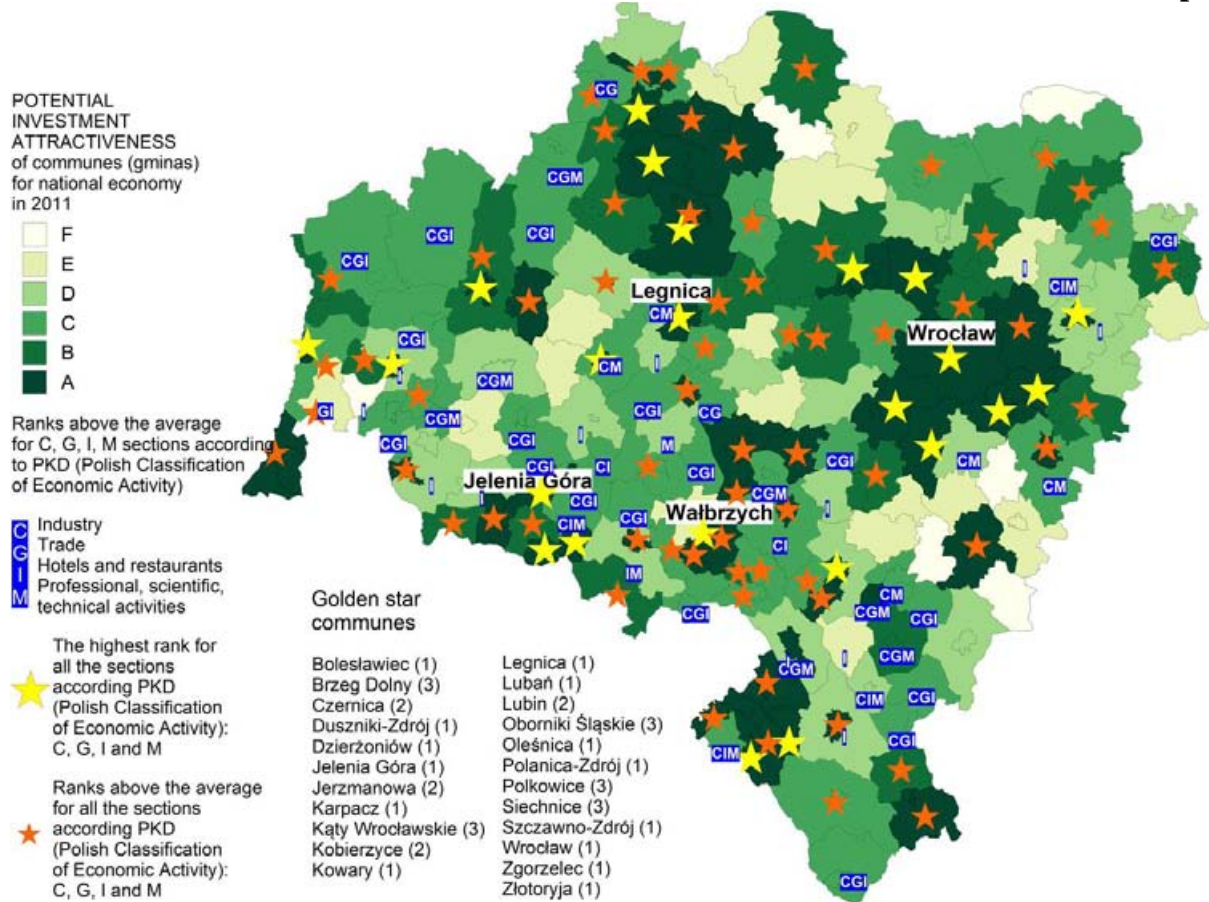 POTENTIAL
INVESTMENT
ATTRACTIVENESS
of communes (gminas)
for national economy
in 2011
F
E
D
C
B
A
Ranks above the average
for C, G, I, M sections according
to PKD (Polish Classification
of Economic Activity)
C Industry
G Trade
I Hotels and restaurants
M Professional, scientific,
technical activities
The highest rank for
all the sections
according PKD
(Polish Classification
of Economic Activity):
C, G, I and M
Ranks above the average
for all the sections
according PKD
(Polish Classification
of Economic Activity):
C, G, I and M
CG
CGM
CGI
CGI
CGI
CGI
I
CIM
Legnica
CM
Wrocław
I
CGI
CM
I
I
CGM
GI
I
CGM
CGI
CG
CGI
CGI
I
M
CGI
CI
CGI
CGI
CM
Jelenia Góra
I
I
CGI
CGM
CM
Wałbrzych
I
CIM
CGI
CI
IM
CM
CGM
CGI
CGI
I
CGM
I
CGM
CIM
CGI
I
CGI
CIM
CGI
Golden star
communes
Bolesławiec (1)
Brzeg Dolny (3)
Czernica (2)
Duszniki-Zdrój (1)
Dzierżoniów (1)
Jelenia Góra (1)
Jerzmanowa (2)
Karpacz (1)
Kąty Wrocławskie (3)
Kobierzyce (2)
Kowary (1)
Legnica (1)
Lubań (1)
Lubin (2)
Oborniki Śląskie (3)
Oleśnica (1)
Polanica-Zdrój (1)
Polkowice (3)
Siechnice (3)
Szczawno-Zdrój (1)
Wrocław (1)
Zgorzelec (1)
Złotoryja (1)